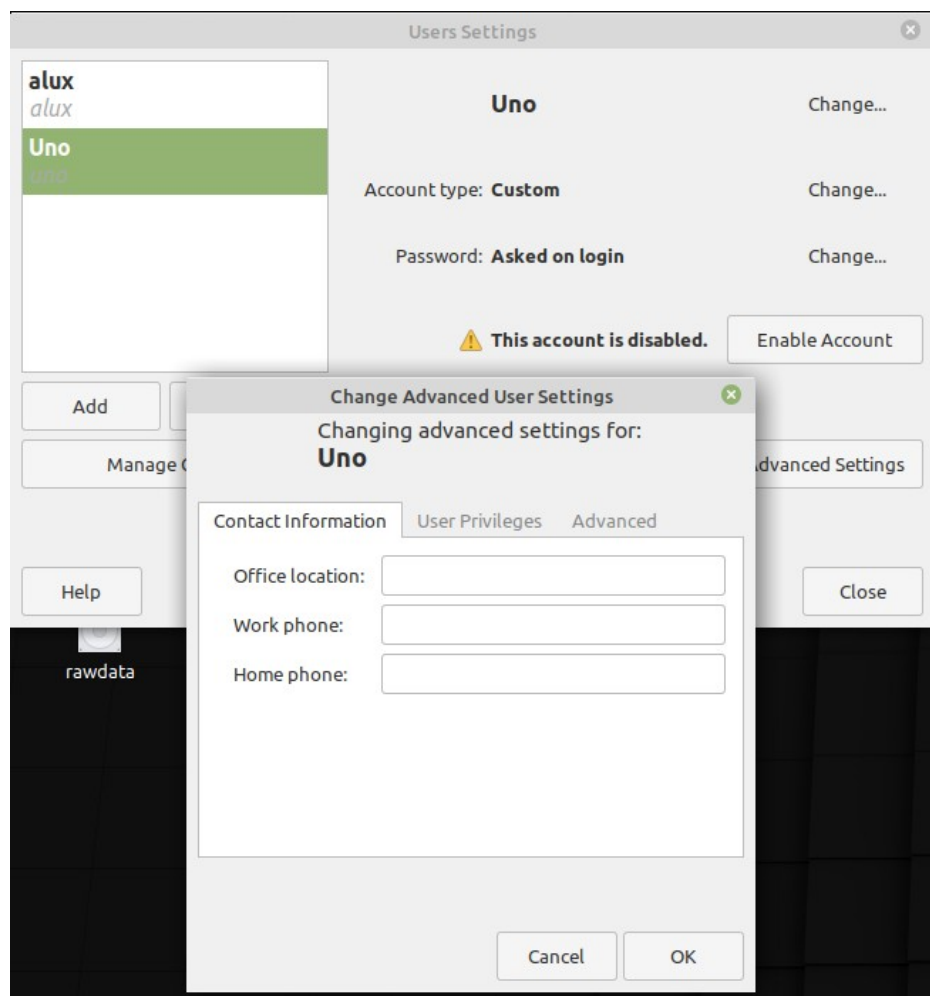 Users Settings
alux
alux
Uno
uno
Uno Change...
Account type: Custom Change...
Password: Asked on login Change...
This account is disabled. Enable Account
Add
Manage
dvanced Settings
Help
Close
rawdata
Change Advanced User Settings
Changing advanced settings for:
Uno
Contact Information User Privileges Advanced
Office location:
Work phone:
Home phone:
Cancel OK